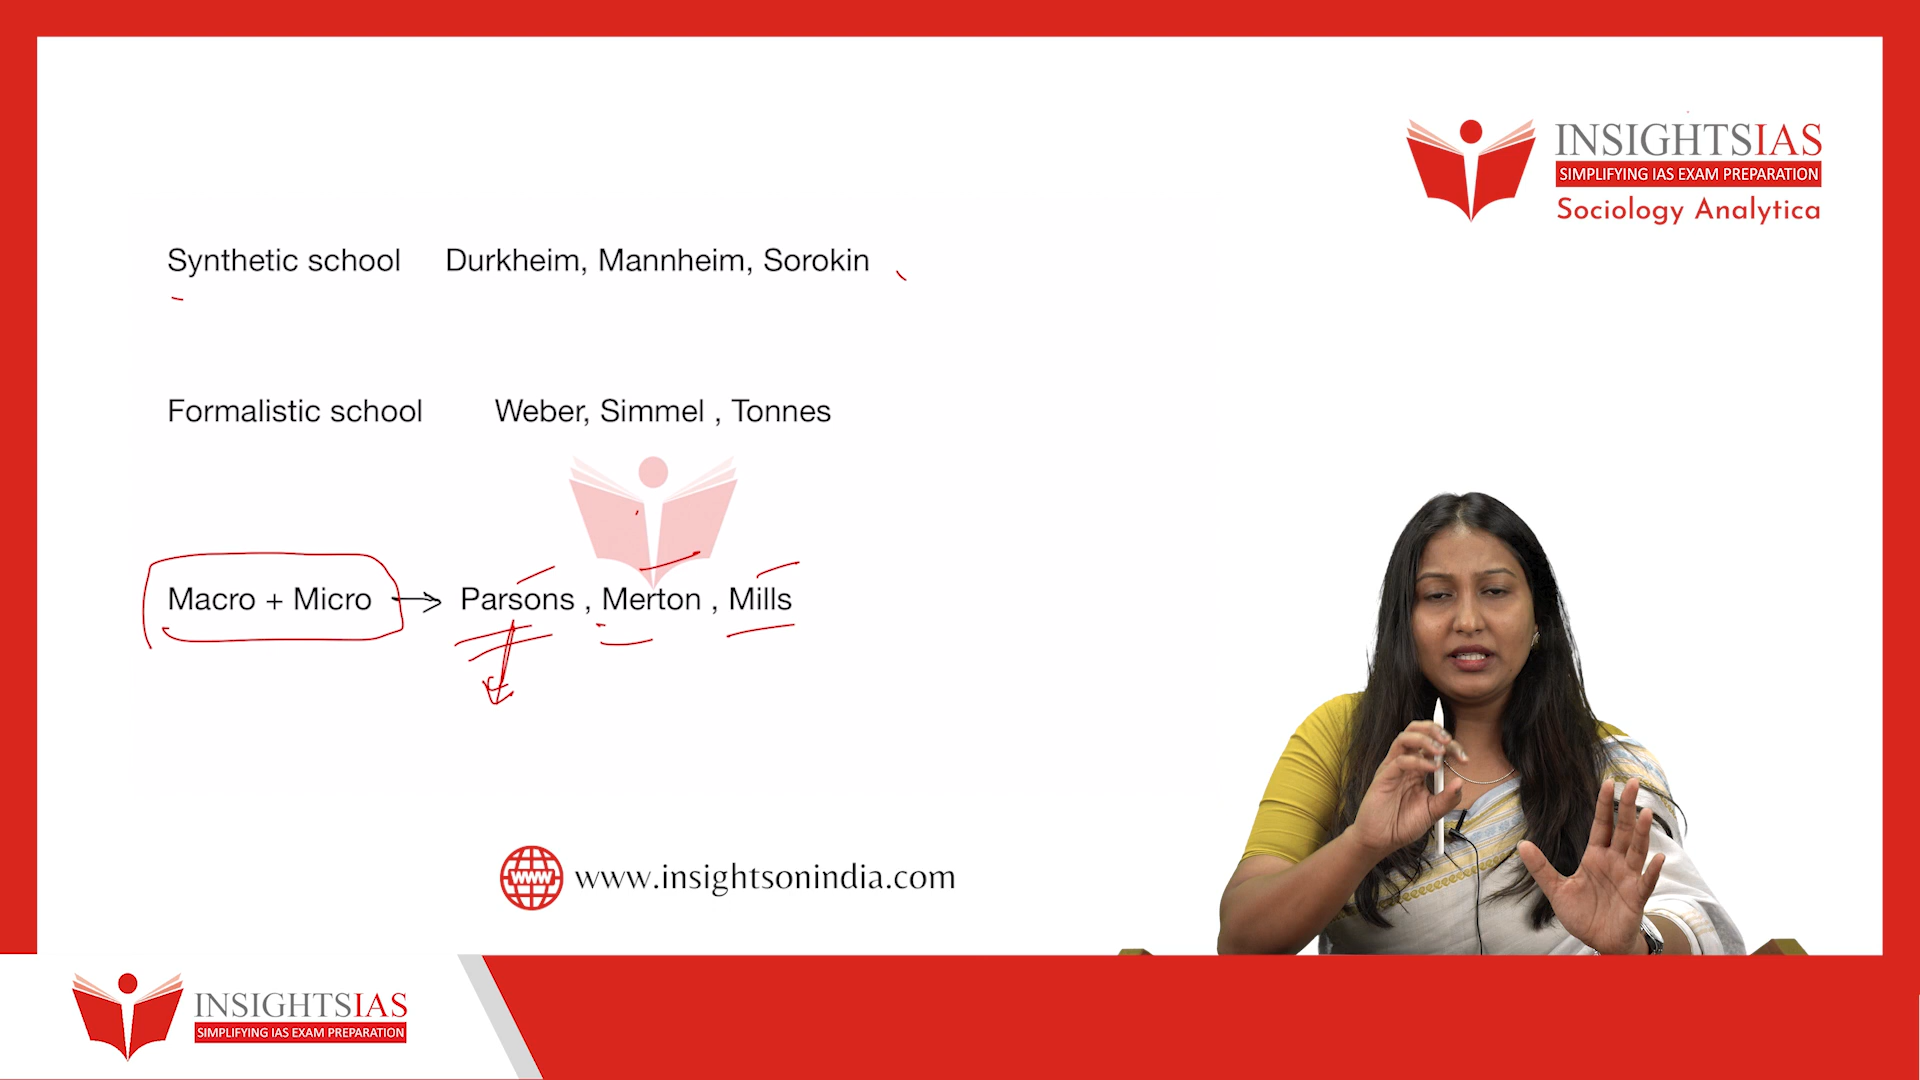 INSIGHTSIAS
SIMPLIFYING IAS EXAM PREPARATION
Sociology Analytica
Synthetic school Durkheim, Mannheim, Sorokin
Formalistic school Weber, Simmel , Tonnes
Macro + Micro → Parsons , Merton , Mills
www www.insightsonindia.com
INSIGHTSIAS
SIMPLIFYING IAS EXAM PREPARATION